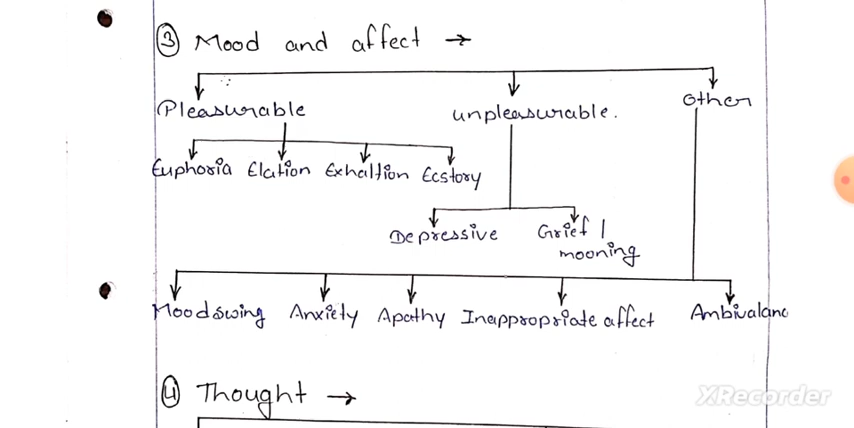 ③ Mood and affect →
Pleasurable unpleasurable. Other
Euphoria Elation Exhaltion Ecstory
Depressive Grief /
mooning
Moodswing Anxiety Apathy Inappropriate affect Ambivalanc
④ Thought →
XRecorder